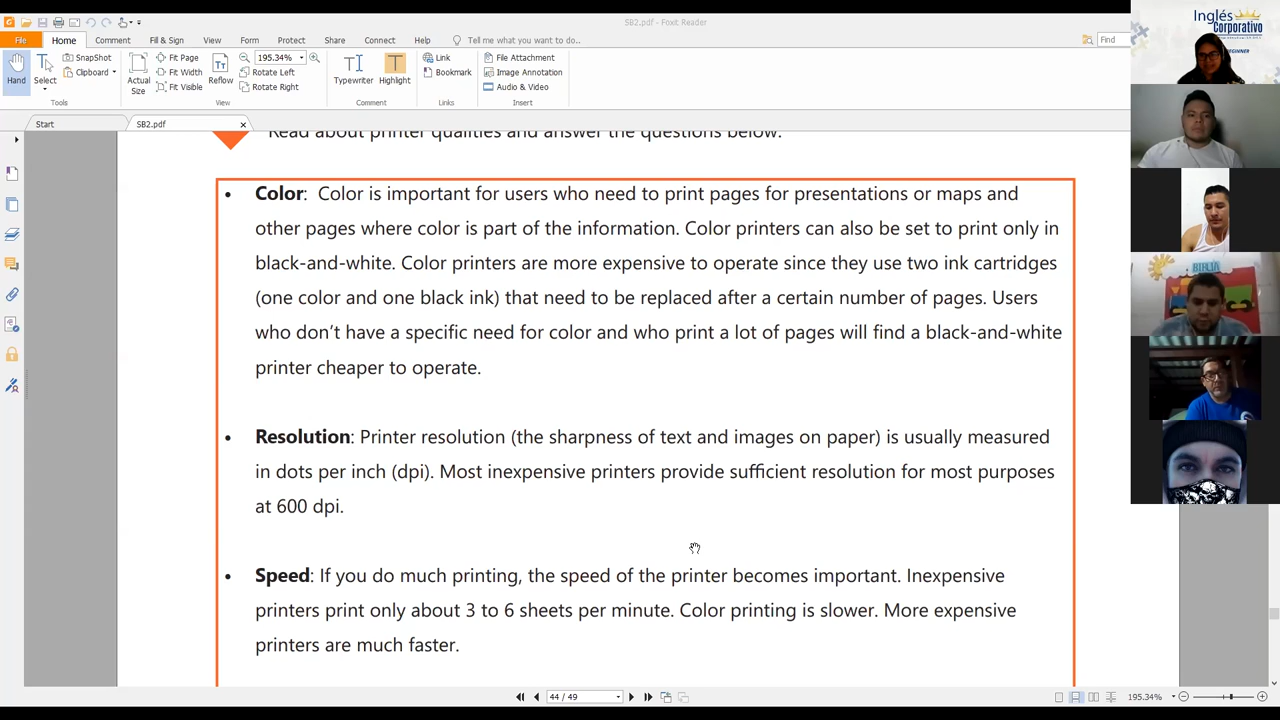 SB2.pdf - Foxit Reader
File Home Comment Fill & Sign View Form Protect Share Connect Help Tell me what you want to do... Find
Hand
Select
SnapShot
Clipboard
Actual Size
Fit Page
Fit Width
Fit Visible
Reflow
195.34%
Rotate Left
Rotate Right
Typewriter
Highlight
Link
Bookmark
File Attachment
Image Annotation
Audio & Video
Tools View Comment Links Insert
Start SB2.pdf
Read about printer qualities and answer the questions below.
• Color: Color is important for users who need to print pages for presentations or maps and
other pages where color is part of the information. Color printers can also be set to print only in
black-and-white. Color printers are more expensive to operate since they use two ink cartridges
(one color and one black ink) that need to be replaced after a certain number of pages. Users
who don't have a specific need for color and who print a lot of pages will find a black-and-white
printer cheaper to operate.
• Resolution: Printer resolution (the sharpness of text and images on paper) is usually measured
in dots per inch (dpi). Most inexpensive printers provide sufficient resolution for most purposes
at 600 dpi.
• Speed: If you do much printing, the speed of the printer becomes important. Inexpensive
printers print only about 3 to 6 sheets per minute. Color printing is slower. More expensive
printers are much faster.
44 / 49
195.34%
Inglés
Corporativo
BIBLIA